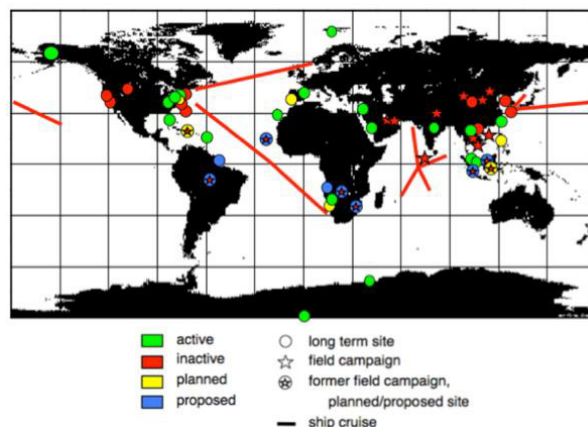 active
inactive
planned
proposed
long term site
field campaign
former field campaign,
planned/proposed site
ship cruise